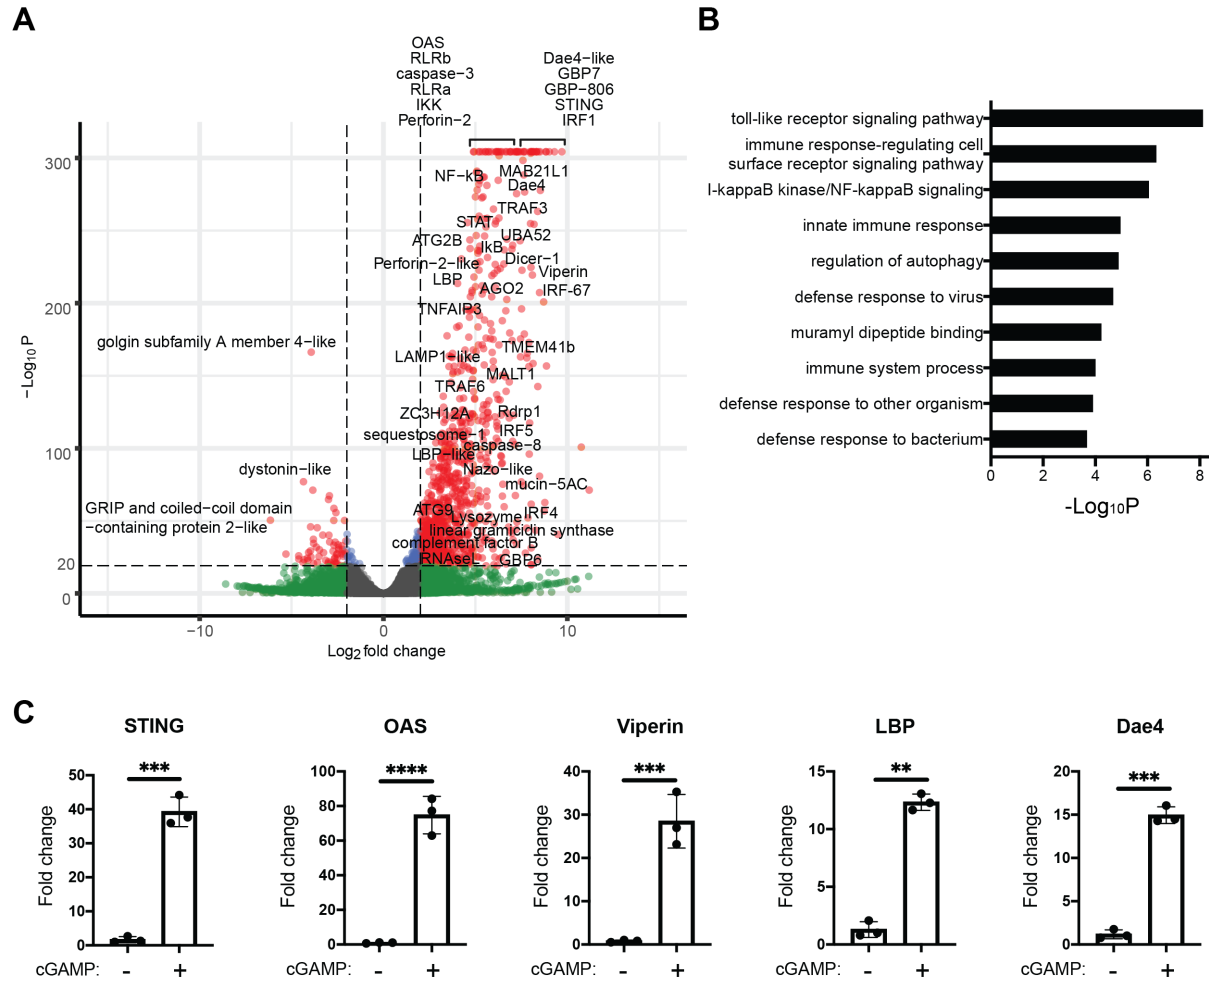 A
B
OAS
RLRb
caspase−3
RLRa
IKK
Perforin−2
Dae4−like
GBP7
GBP−806
STING
IRF1
300
200
100
20
0
−Log10 P
NF−kB
MAB21L1
Dae4
TRAF3
STAT
UBA52
ATG2B
IkB
Perforin−2−like
Dicer−1
Viperin
LBP
AGO2
IRF−67
TNFAIP3
golgin subfamily A member 4−like
TMEM41b
LAMP1−like
MALT1
TRAF6
ZC3H12A
Rdrp1
sequestosome−1
IRF5
caspase−8
LBP−like
dystonin−like
Nazo−like
mucin−5AC
GRIP and coiled−coil domain
−containing protein 2−like
ATG9
Lysozyme
IRF4
linear gramicidin synthase
complement factor B
RNAseL
GBP6
−10
0
10
Log2 fold change
toll-like receptor signaling pathway
immune response-regulating cell
surface receptor signaling pathway
I-kappaB kinase/NF-kappaB signaling
innate immune response
regulation of autophagy
defense response to virus
muramyl dipeptide binding
immune system process
defense response to other organism
defense response to bacterium
0 2 4 6 8
-Log10P
C
STING
***
50
40
30
20
10
0
Fold change
cGAMP: - +
OAS
****
100
80
60
40
20
0
Fold change
cGAMP: - +
Viperin
***
40
30
20
10
0
Fold change
cGAMP: - +
LBP
**
15
10
5
0
Fold change
cGAMP: - +
Dae4
***
20
15
10
5
0
Fold change
cGAMP: - +